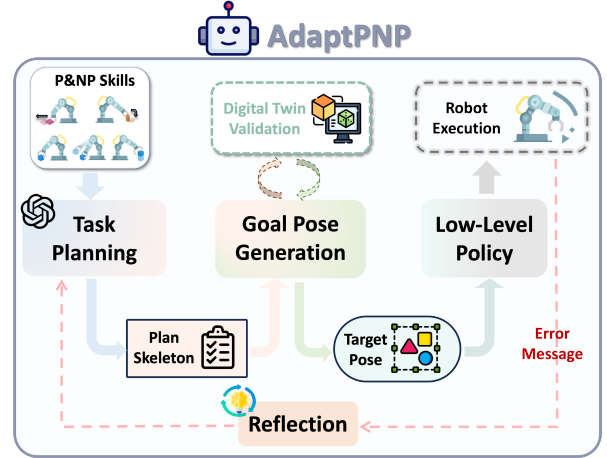 AdaptPNP
P&NP Skills
Digital Twin
Validation
Robot
Execution
Task
Planning
Goal Pose
Generation
Low-Level
Policy
Plan
Skeleton
Target
Pose
Error
Message
Reflection